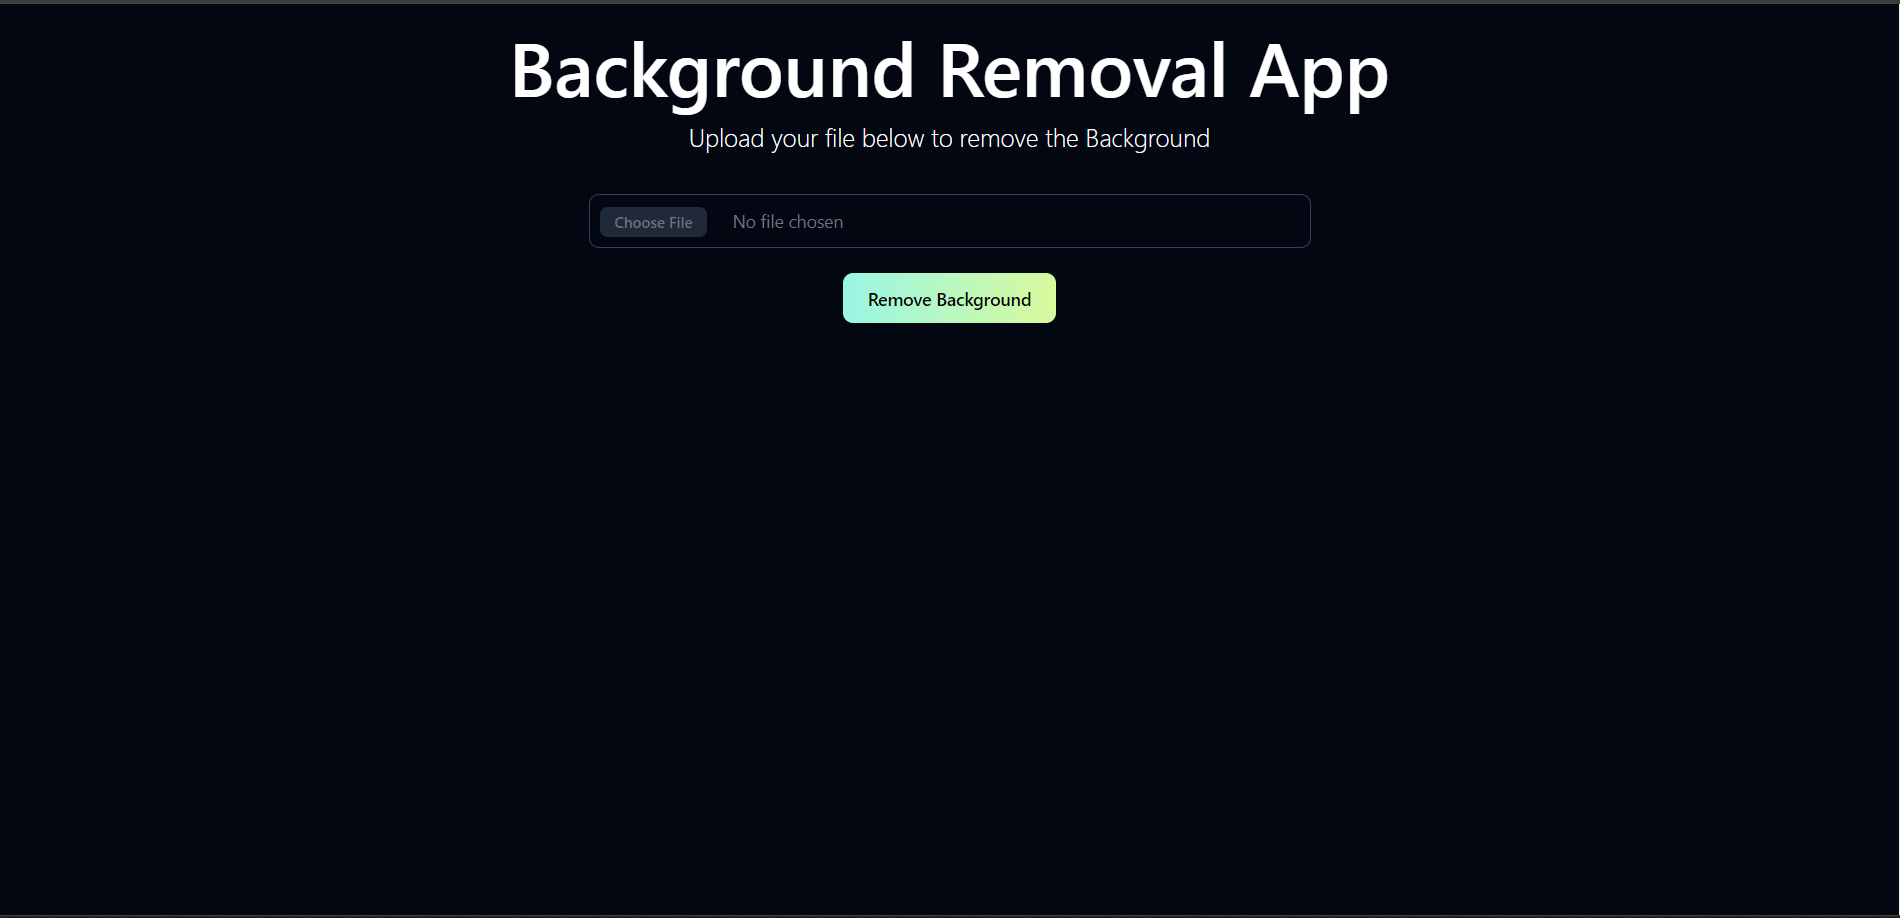 Background Removal App
Upload your file below to remove the Background
Choose File No file chosen
Remove Background